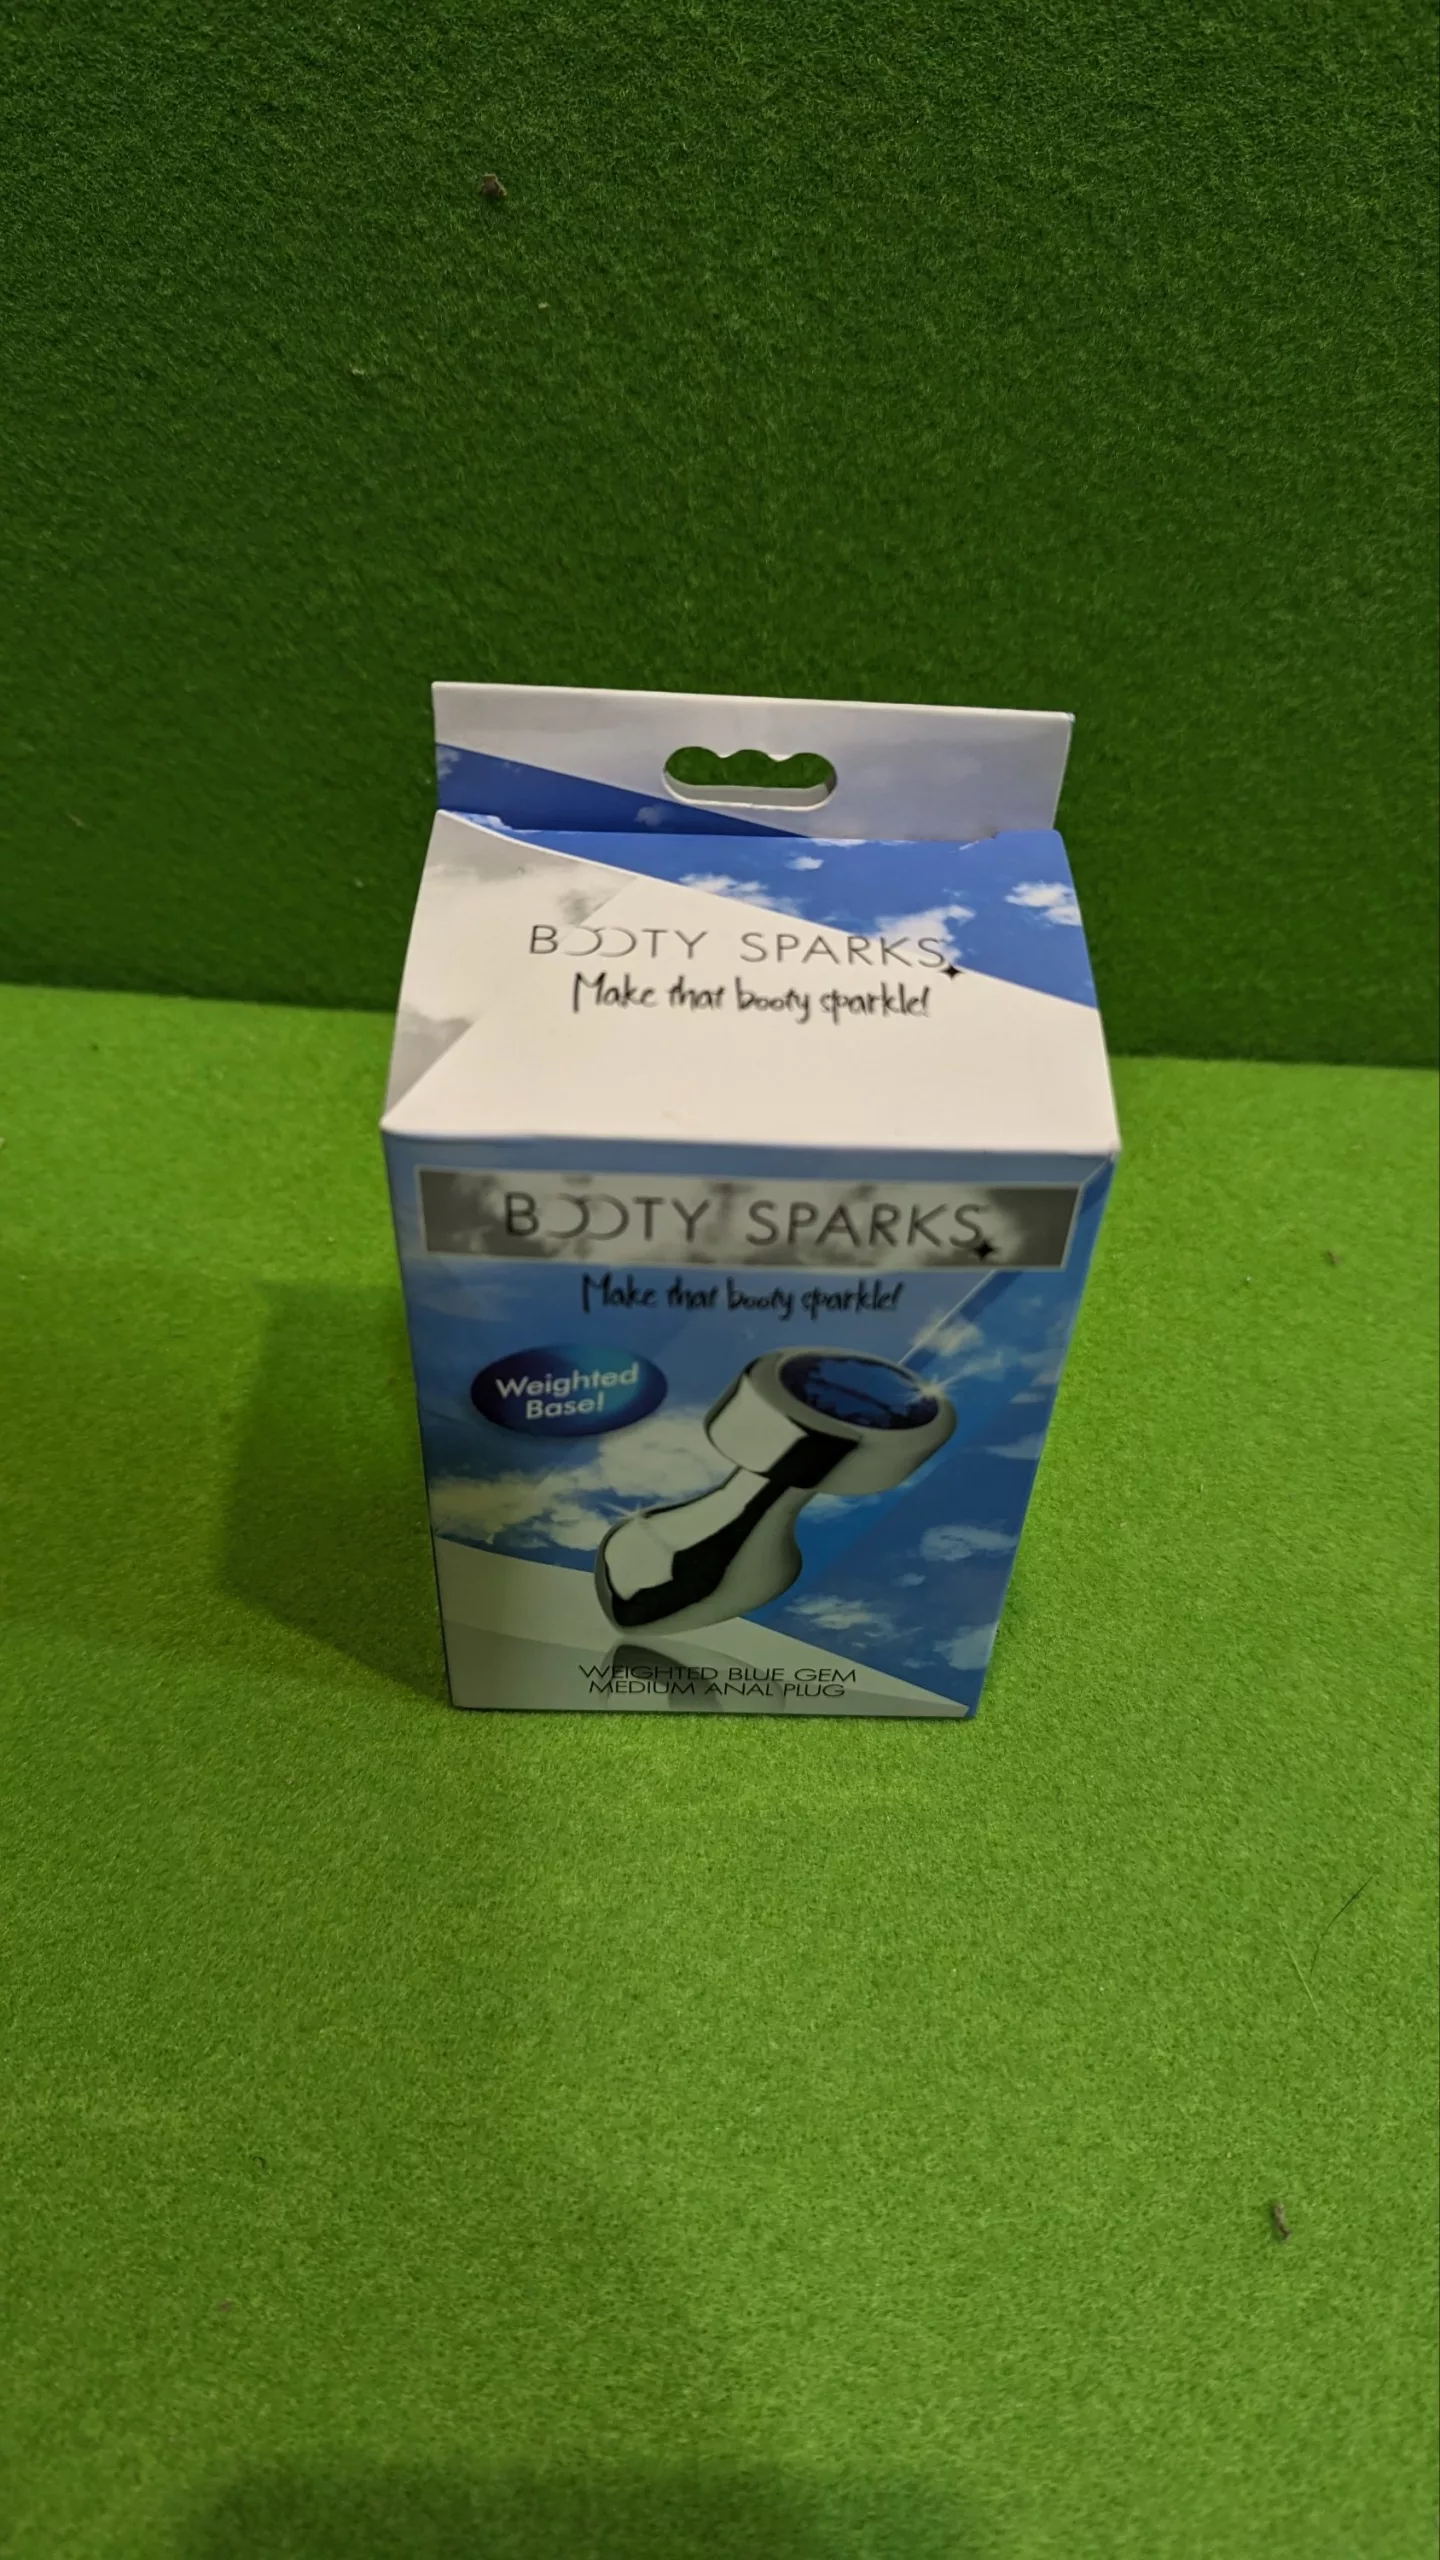 BOOTY SPARKS
Make that booty sparkle!
BOOTY SPARKS
Make that booty sparkle!
Weighted
Base!
WEIGHTED BLUE GEM
MEDIUM ANAL PLUG